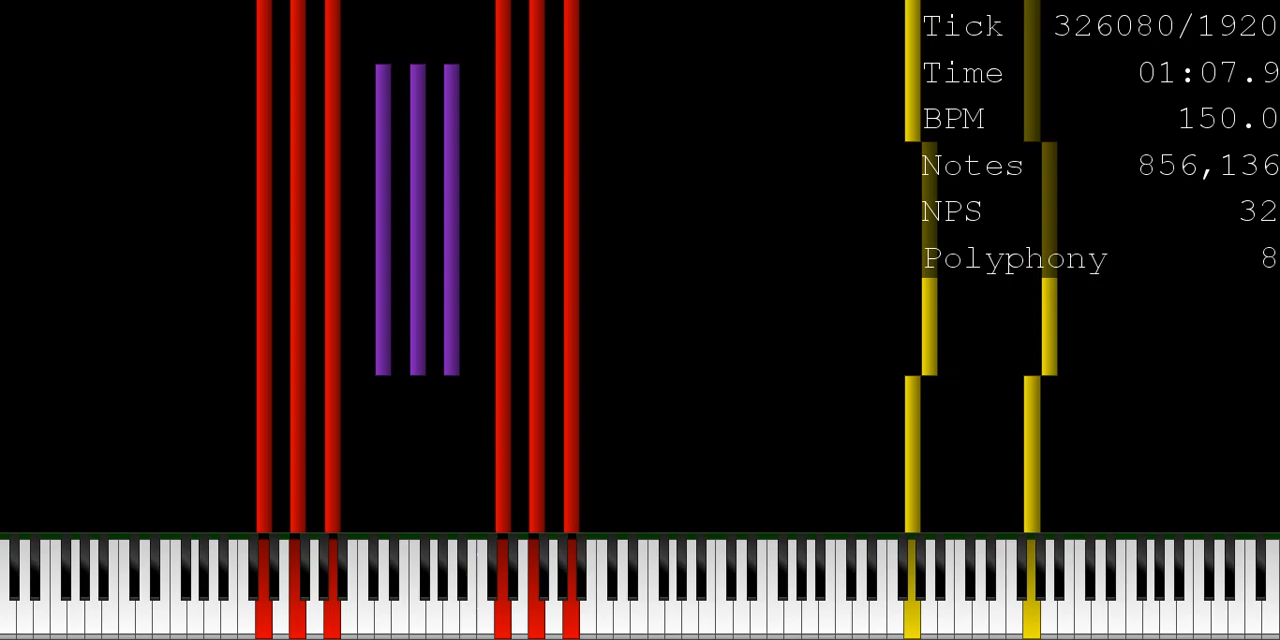 Tick 326080/1920
Time 01:07.9
BPM 150.0
Notes 856,136
NPS 32
Polyphony 8